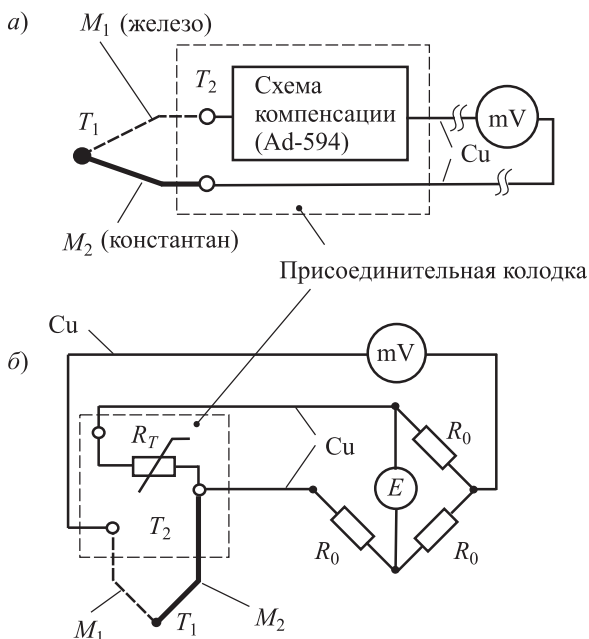 а)
M₁ (железо)
T₂
Схема
компенсации
(Ad-594)
mV
T₁
Cu
M₂ (константан)
Присоединительная колодка
Cu
б)
mV
R_T
Cu
R₀
E
T₂
R₀
R₀
M₁
T₁
M₂